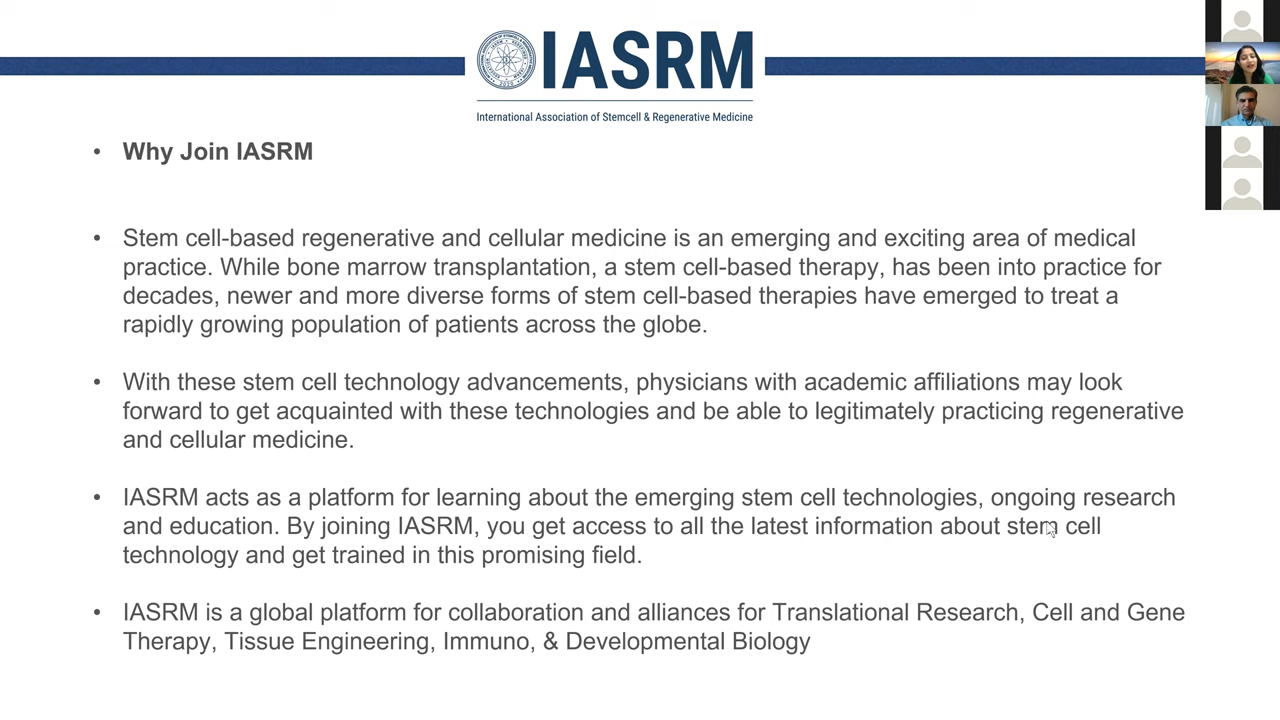 IASRM
International Association of Stemcell & Regenerative Medicine
• Why Join IASRM
• Stem cell-based regenerative and cellular medicine is an emerging and exciting area of medical
practice. While bone marrow transplantation, a stem cell-based therapy, has been into practice for
decades, newer and more diverse forms of stem cell-based therapies have emerged to treat a
rapidly growing population of patients across the globe.
• With these stem cell technology advancements, physicians with academic affiliations may look
forward to get acquainted with these technologies and be able to legitimately practicing regenerative
and cellular medicine.
• IASRM acts as a platform for learning about the emerging stem cell technologies, ongoing research
and education. By joining IASRM, you get access to all the latest information about stem cell
technology and get trained in this promising field.
• IASRM is a global platform for collaboration and alliances for Translational Research, Cell and Gene
Therapy, Tissue Engineering, Immuno, & Developmental Biology